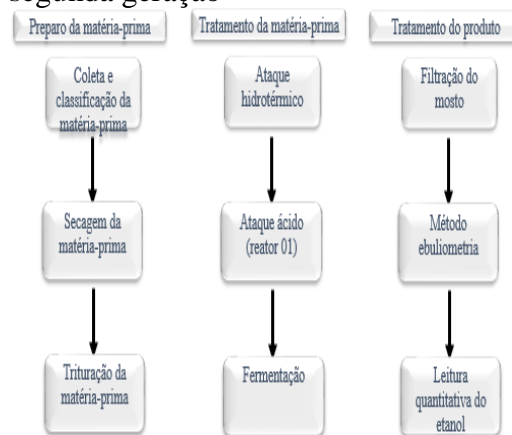 segunda geração
Preparo da matéria-prima
Coleta e
classificação da
matéria-prima
Secagem da
matéria-prima
Trituração da
matéria-prima
Tratamento da matéria-prima
Ataque
hidrotérmico
Ataque ácido
(reator 01)
Fermentação
Tratamento do produto
Filtração do
mosto
Método
ebuliometria
Leitura
quantitativa do
etanol